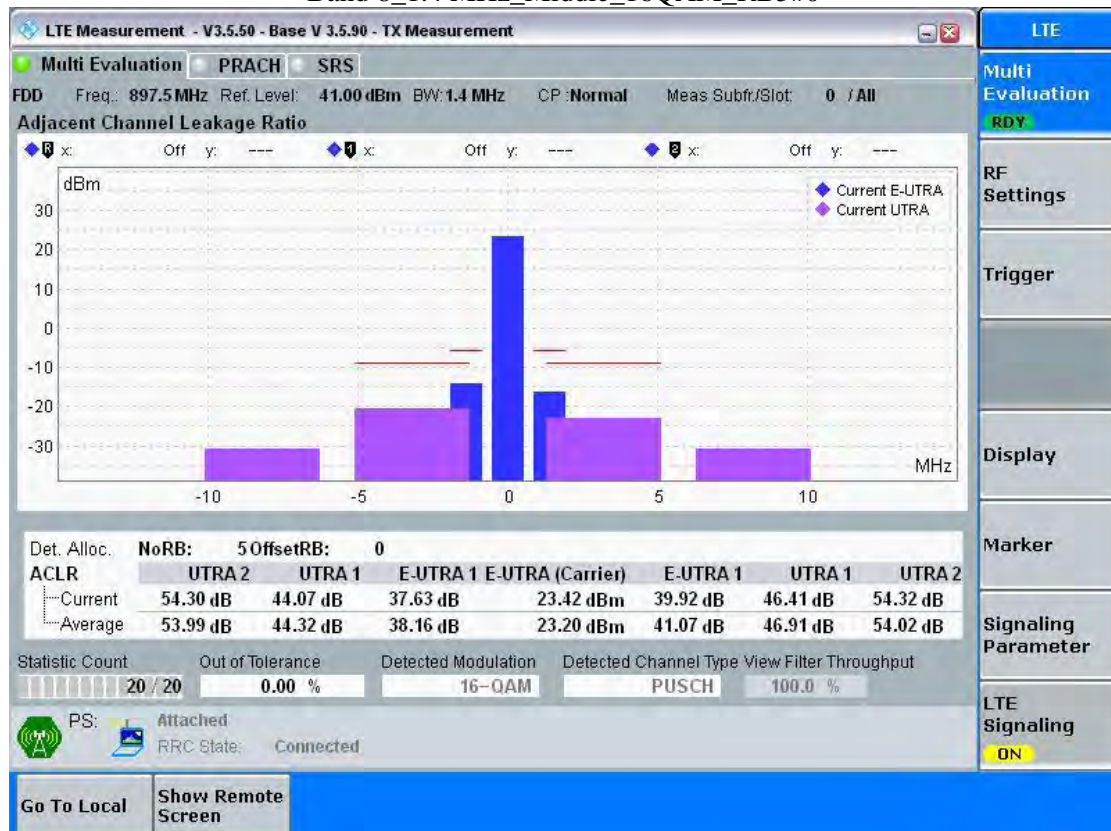 LTE Measurement - V3.5.50 - Base V 3.5.90 - TX Measurement
LTE
Multi Evaluation PRACH SRS
FDD Freq.: 897.5 MHz Ref. Level: 41.00 dBm BW: 1.4 MHz CP :Normal Meas Subfr./Slot: 0 / All
Adjacent Channel Leakage Ratio
R x: Off y: --- 1 x: Off y: --- 2 x: Off y: ---
dBm
Current E-UTRA
Current UTRA
30
20
10
0
-10
-20
-30
MHz
-10 -5 0 5 10
Det. Alloc. NoRB: 5 OffsetRB: 0
ACLR UTRA 2 UTRA 1 E-UTRA 1 E-UTRA (Carrier) E-UTRA 1 UTRA 1 UTRA 2
Current 54.30 dB 44.07 dB 37.63 dB 23.42 dBm 39.92 dB 46.41 dB 54.32 dB
Average 53.99 dB 44.32 dB 38.16 dB 23.20 dBm 41.07 dB 46.91 dB 54.02 dB
Statistic Count Out of Tolerance Detected Modulation Detected Channel Type View Filter Throughput
20 / 20 0.00 % 16-QAM PUSCH 100.0 %
PS: Attached
RRC State: Connected
Multi
Evaluation
RDY
RF
Settings
Trigger
Display
Marker
Signaling
Parameter
LTE
Signaling
ON
Go To Local
Show Remote
Screen